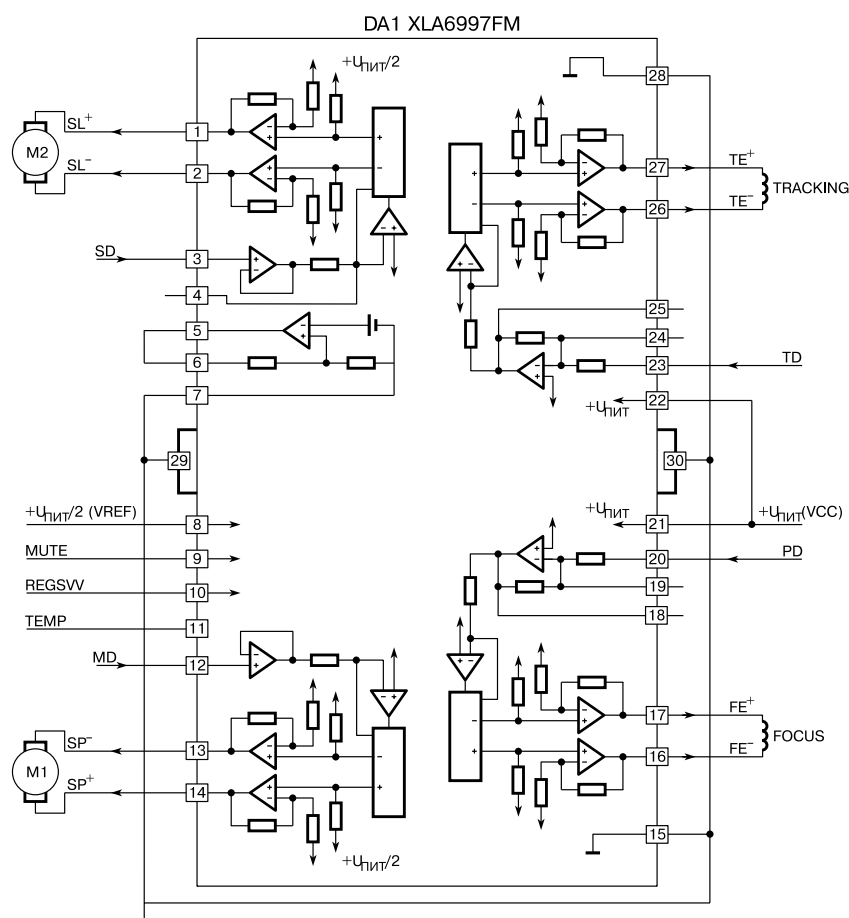 DA1 XLA6997FM
+UПИТ/2
28
SL+
1
M2
SL−
2
27
TE+
TRACKING
26
TE−
SD
3
4
5
6
7
25
24
23
TD
22
+UПИТ
29
30
+UПИТ/2 (VREF)
8
+UПИТ
21
+UПИТ(VCC)
MUTE
9
20
PD
REGSVV
10
19
18
TEMP
11
MD
12
17
FE+
FOCUS
16
FE−
SP−
13
M1
SP+
14
15
+UПИТ/2